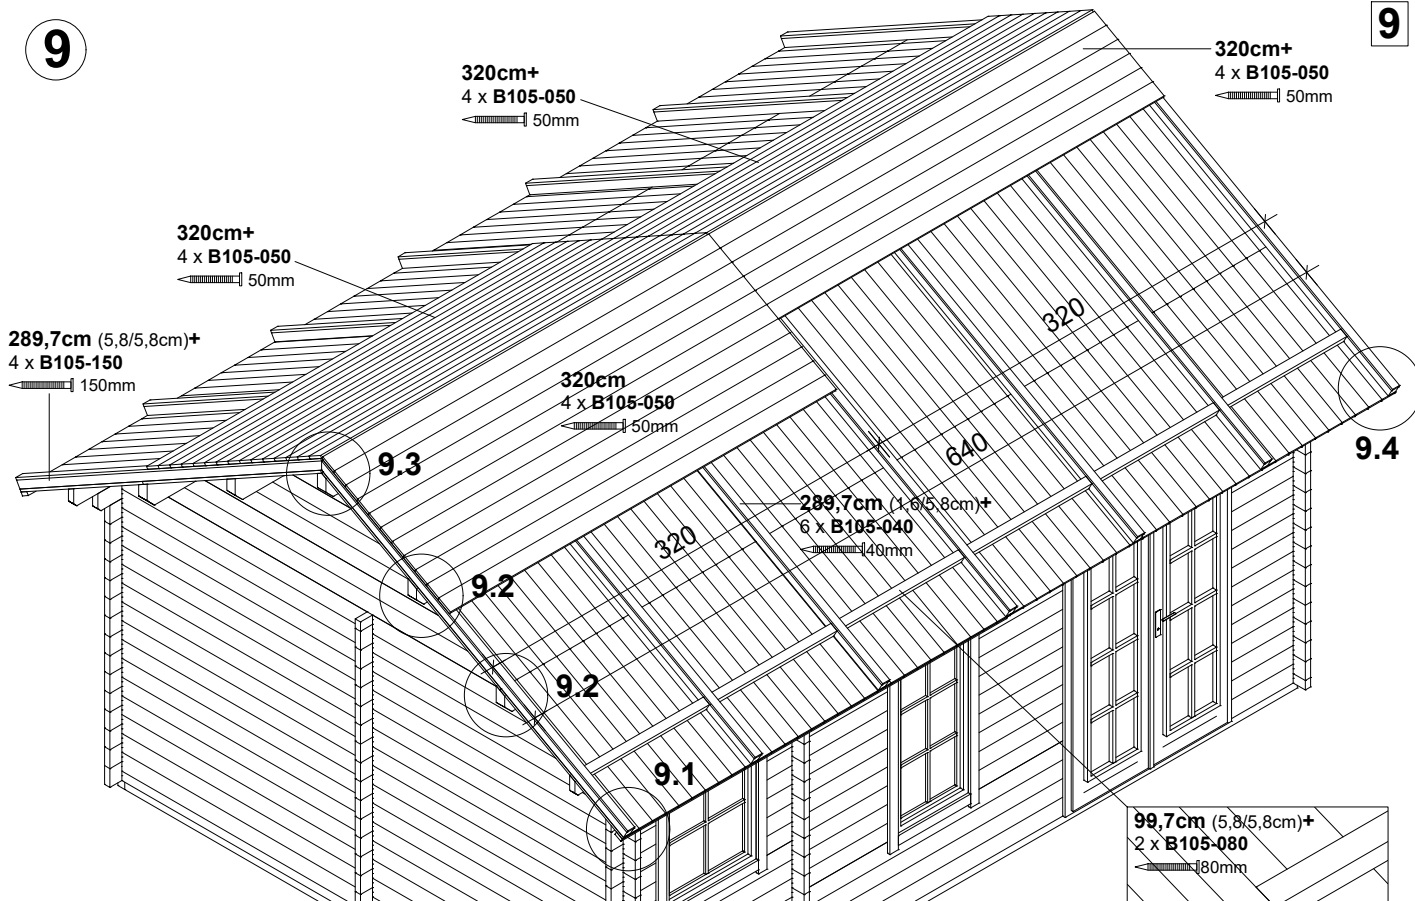 9
9
320cm+
4 x B105-050
50mm
320cm+
4 x B105-050
50mm
320cm+
4 x B105-050
50mm
289,7cm (5,8/5,8cm)+
4 x B105-150
150mm
320
320cm
4 x B105-050
50mm
9.4
640
9.3
289,7cm (1,6/5,8cm)+
6 x B105-040
40mm
320
9.2
9.2
9.1
99,7cm (5,8/5,8cm)+
2 x B105-080
80mm